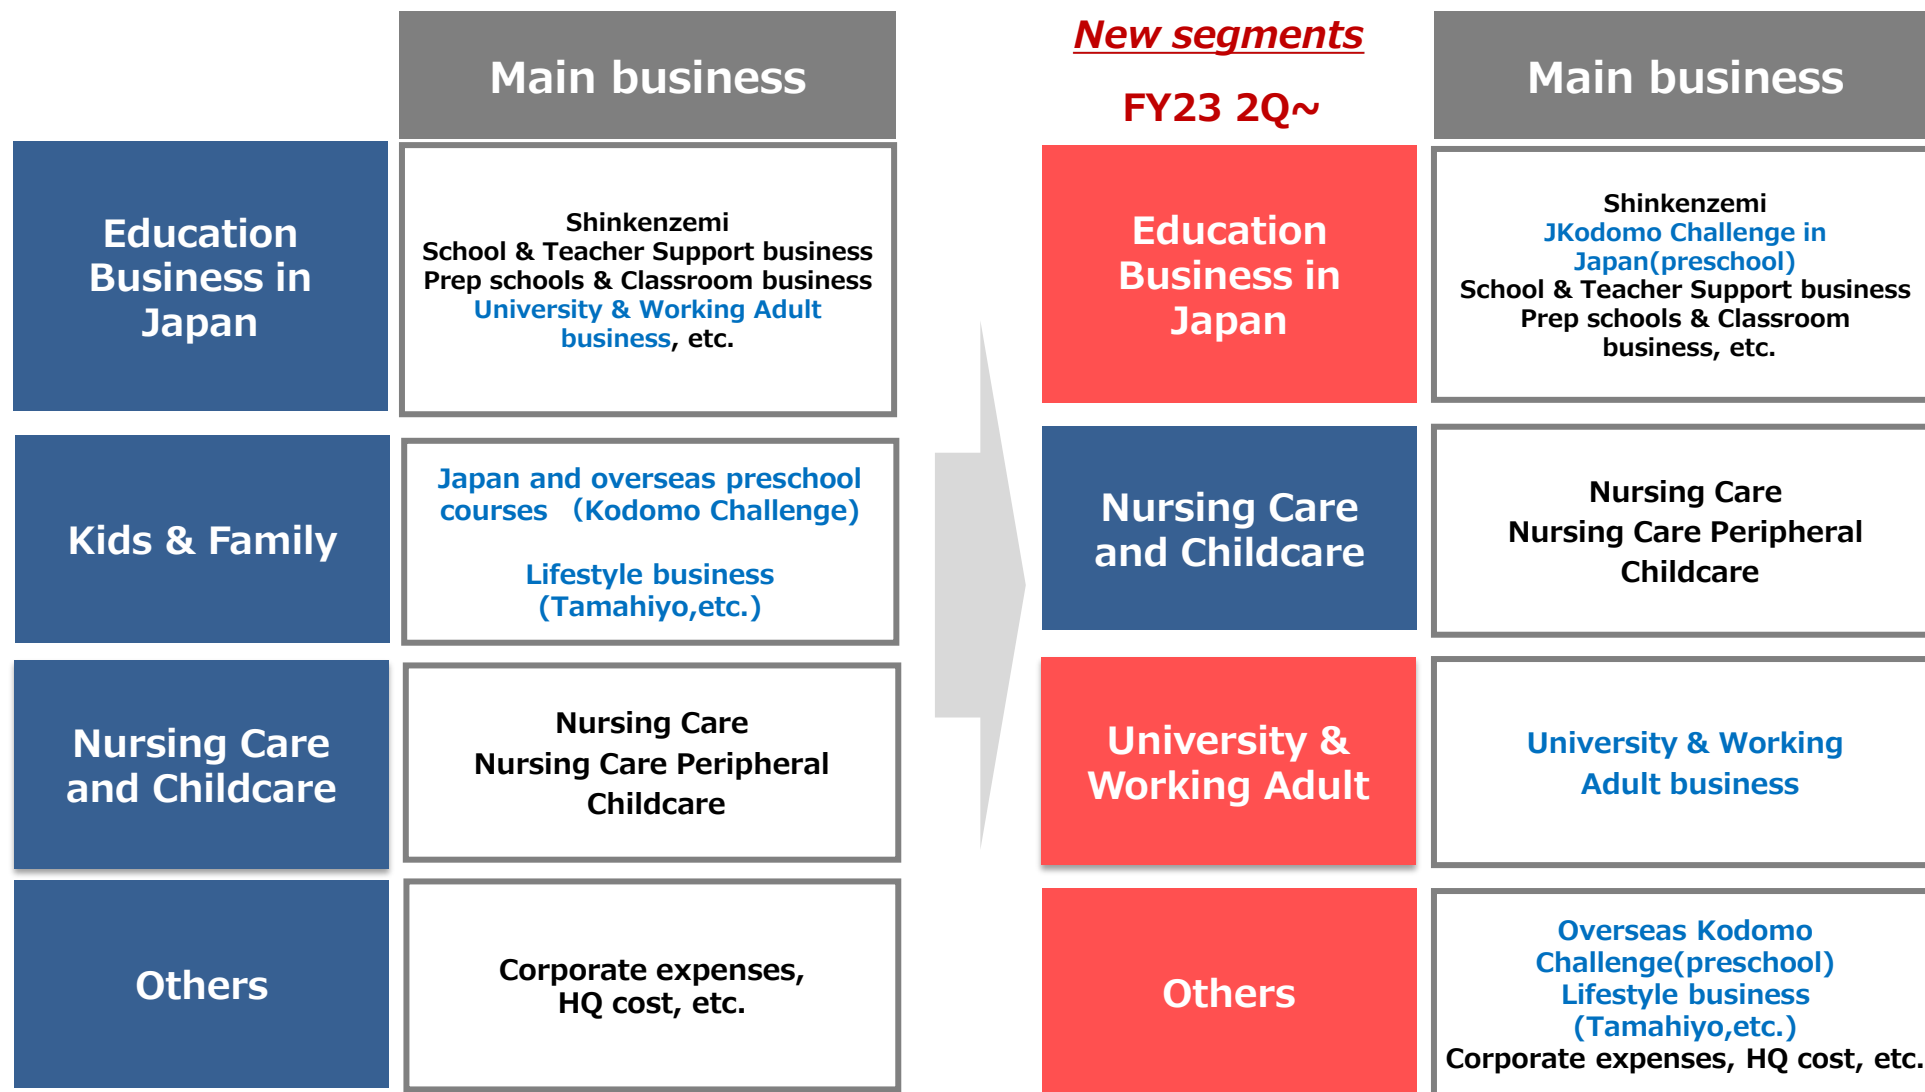 Main business
Education
Business in
Japan
Shinkenzemi
School & Teacher Support business
Prep schools & Classroom business
University & Working Adult
business, etc.
Kids & Family
Japan and overseas preschool
courses （Kodomo Challenge)
Lifestyle business
(Tamahiyo,etc.)
Nursing Care
and Childcare
Nursing Care
Nursing Care Peripheral
Childcare
Others
Corporate expenses,
HQ cost, etc.
New segments
FY23 2Q~
Main business
Education
Business in
Japan
Shinkenzemi
JKodomo Challenge in
Japan(preschool)
School & Teacher Support business
Prep schools & Classroom
business, etc.
Nursing Care
and Childcare
Nursing Care
Nursing Care Peripheral
Childcare
University &
Working Adult
University & Working
Adult business
Others
Overseas Kodomo
Challenge(preschool)
Lifestyle business
(Tamahiyo,etc.)
Corporate expenses, HQ cost, etc.